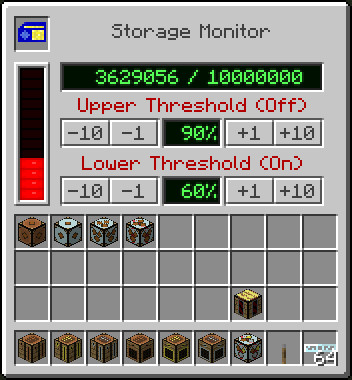 Storage Monitor
3629056 / 10000000
Upper Threshold (Off)
-10 -1 90% +1 +10
Lower Threshold (On)
-10 -1 60% +1 +10
64